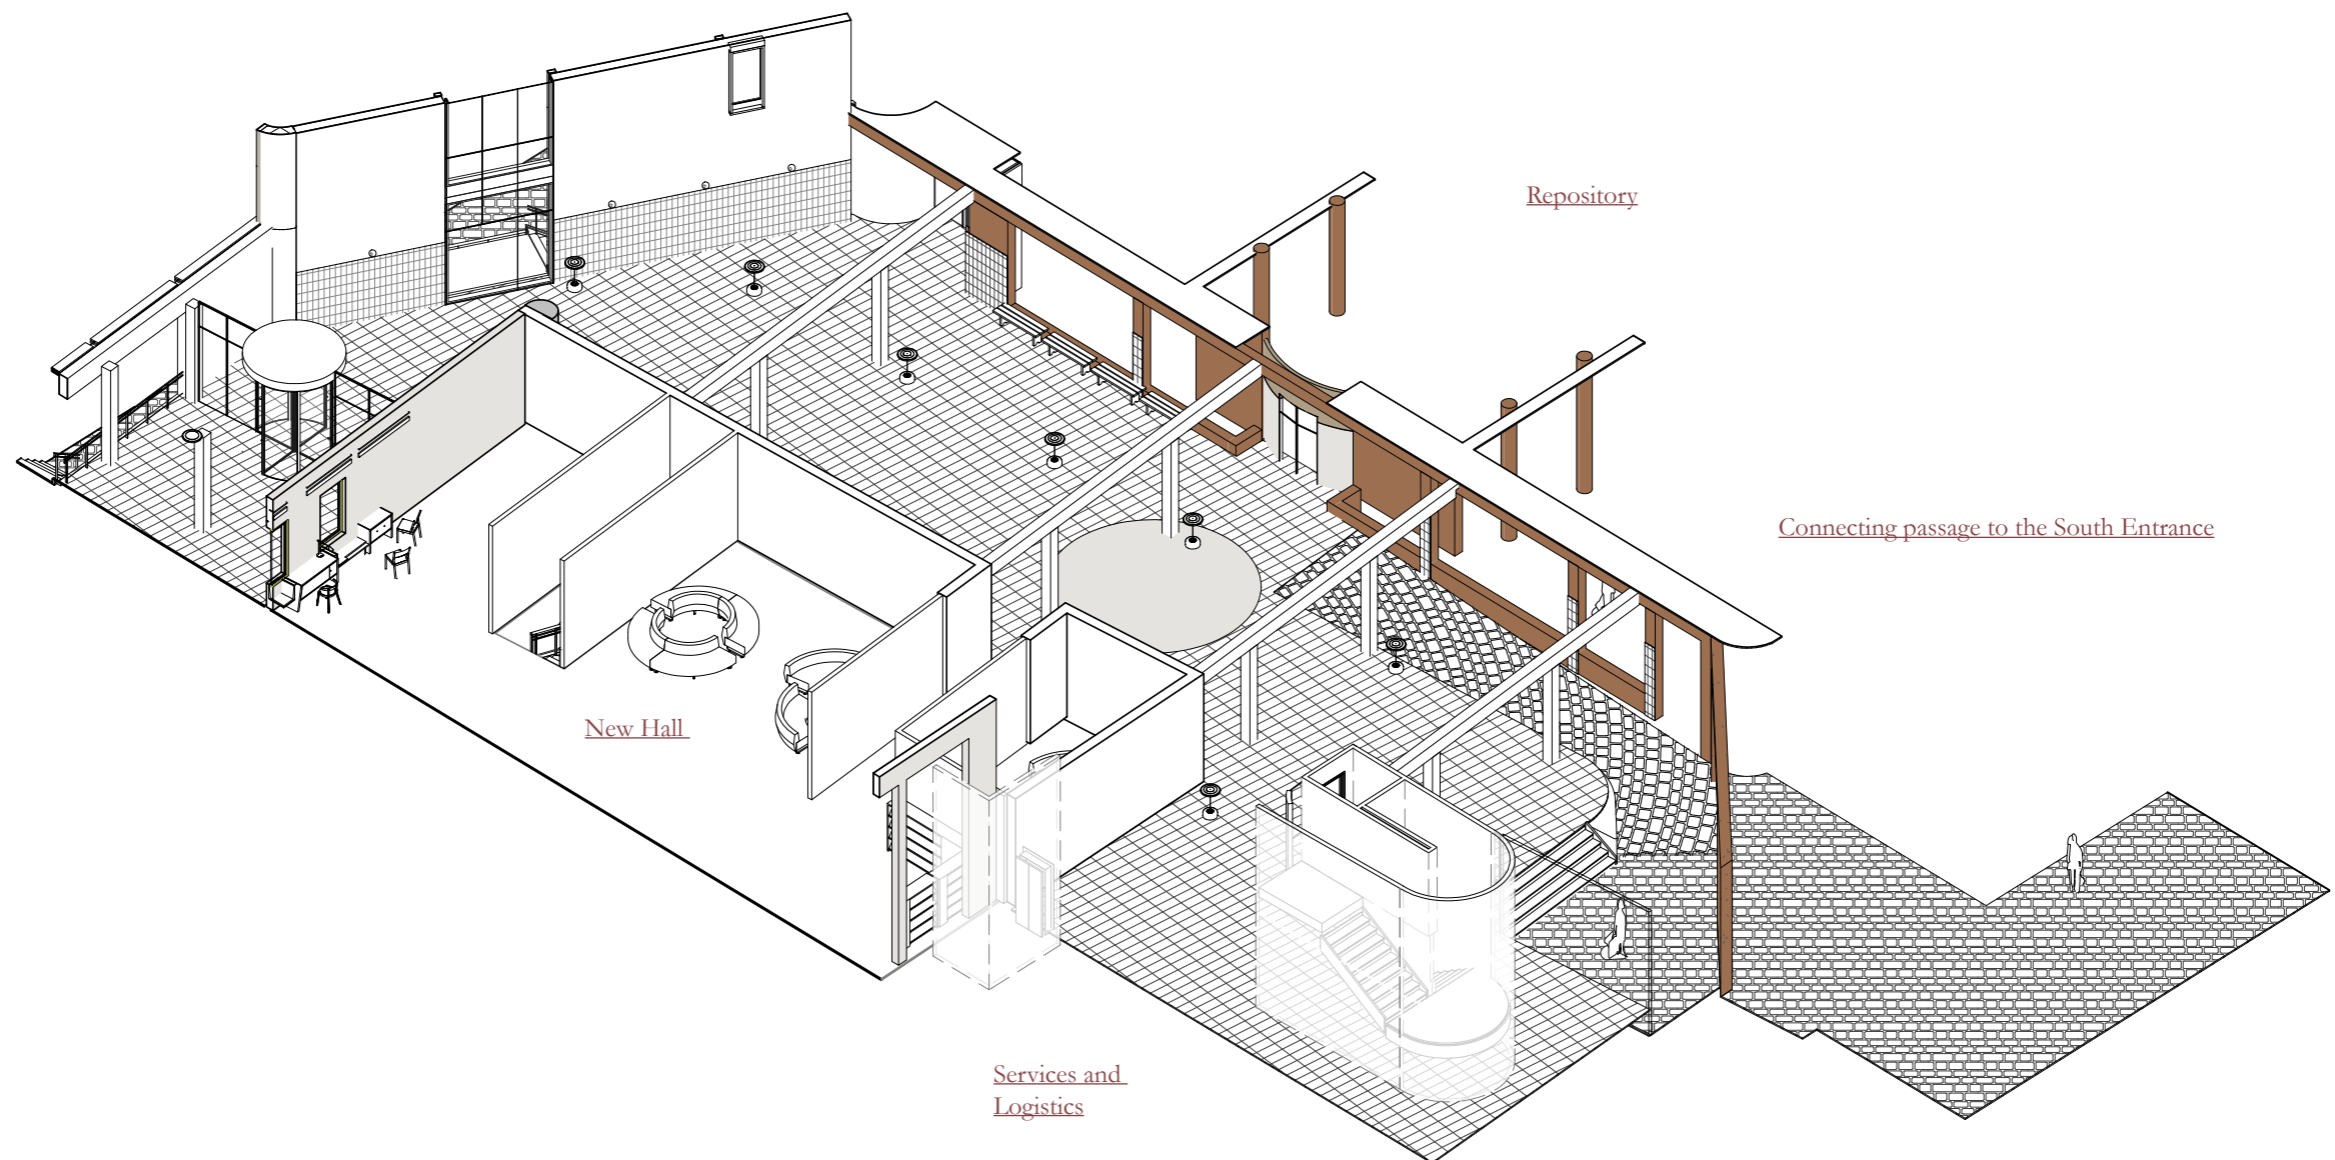 Repository
Connecting passage to the South Entrance
New Hall
Services and
Logistics